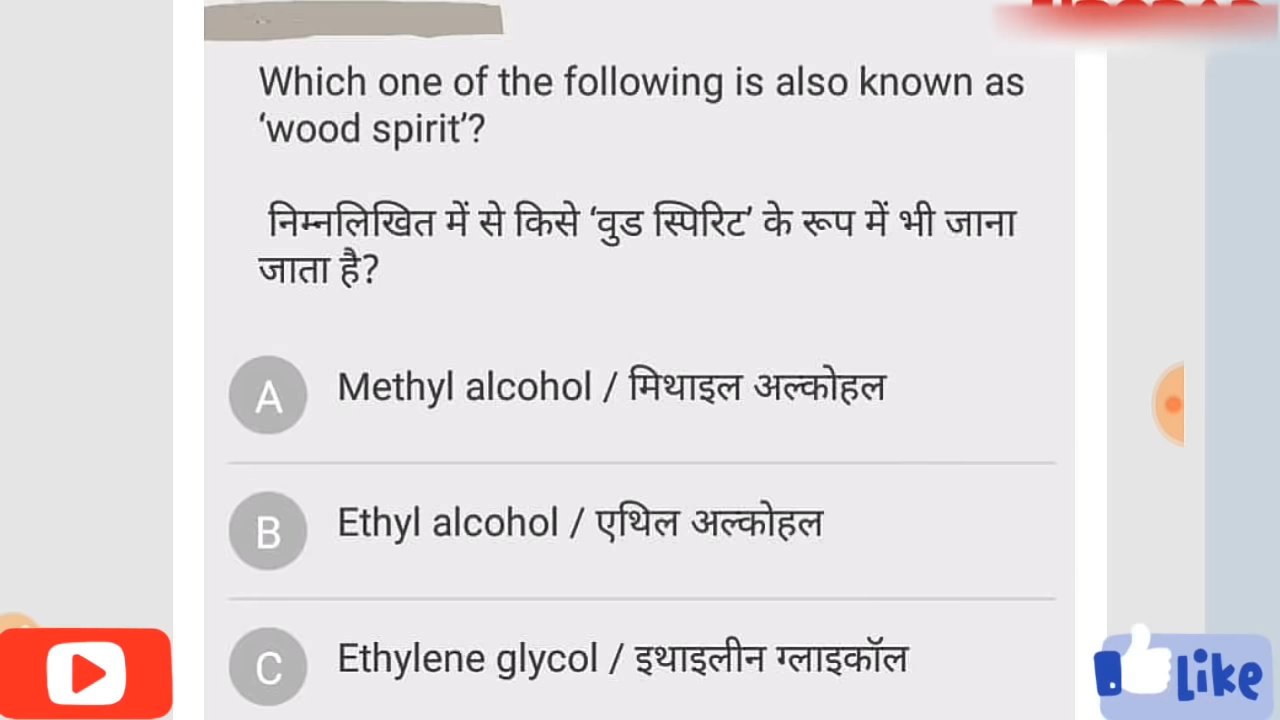 Which one of the following is also known as
‘wood spirit’?
निम्नलिखित में से किसे ‘वुड स्पिरिट’ के रूप में भी जाना
जाता है?
A Methyl alcohol / मिथाइल अल्कोहल
B Ethyl alcohol / एथिल अल्कोहल
C Ethylene glycol / इथाइलीन ग्लाइकॉल
Like